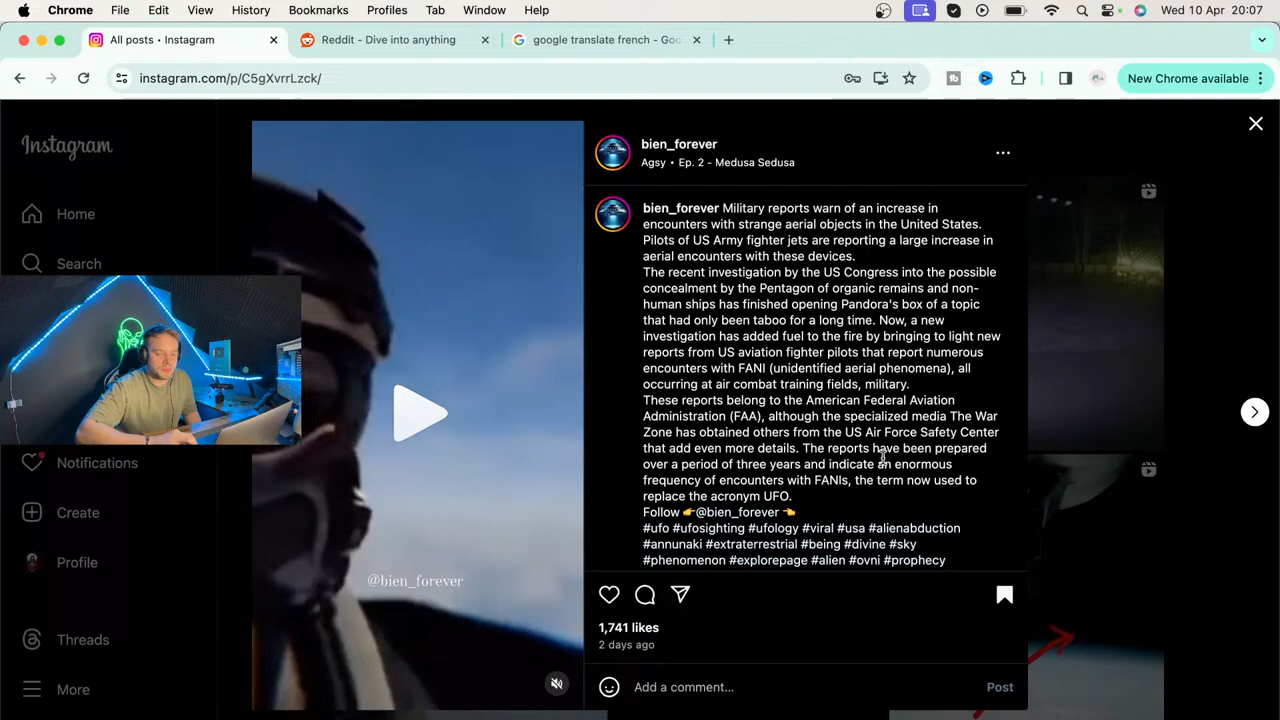 Chrome File Edit View History Bookmarks Profiles Tab Window Help Wed 10 Apr 20:07
All posts • Instagram
Reddit - Dive into anything
google translate french - Goo
instagram.com/p/C5gXvrrLzck/
New Chrome available
Instagram
Home
Search
Notifications
Create
Profile
Threads
More
@bien_forever
bien_forever
Agsy • Ep. 2 - Medusa Sedusa
bien_forever Military reports warn of an increase in
encounters with strange aerial objects in the United States.
Pilots of US Army fighter jets are reporting a large increase in
aerial encounters with these devices.
The recent investigation by the US Congress into the possible
concealment by the Pentagon of organic remains and non-
human ships has finished opening Pandora's box of a topic
that had only been taboo for a long time. Now, a new
investigation has added fuel to the fire by bringing to light new
reports from US aviation fighter pilots that report numerous
encounters with FANI (unidentified aerial phenomena), all
occurring at air combat training fields, military.
These reports belong to the American Federal Aviation
Administration (FAA), although the specialized media The War
Zone has obtained others from the US Air Force Safety Center
that add even more details. The reports have been prepared
over a period of three years and indicate an enormous
frequency of encounters with FANIs, the term now used to
replace the acronym UFO.
Follow 👉@bien_forever 👈
#ufo #ufosighting #ufology #viral #usa #alienabduction
#annunaki #extraterrestrial #being #divine #sky
#phenomenon #explorepage #alien #ovni #prophecy
1,741 likes
2 days ago
Add a comment...
Post